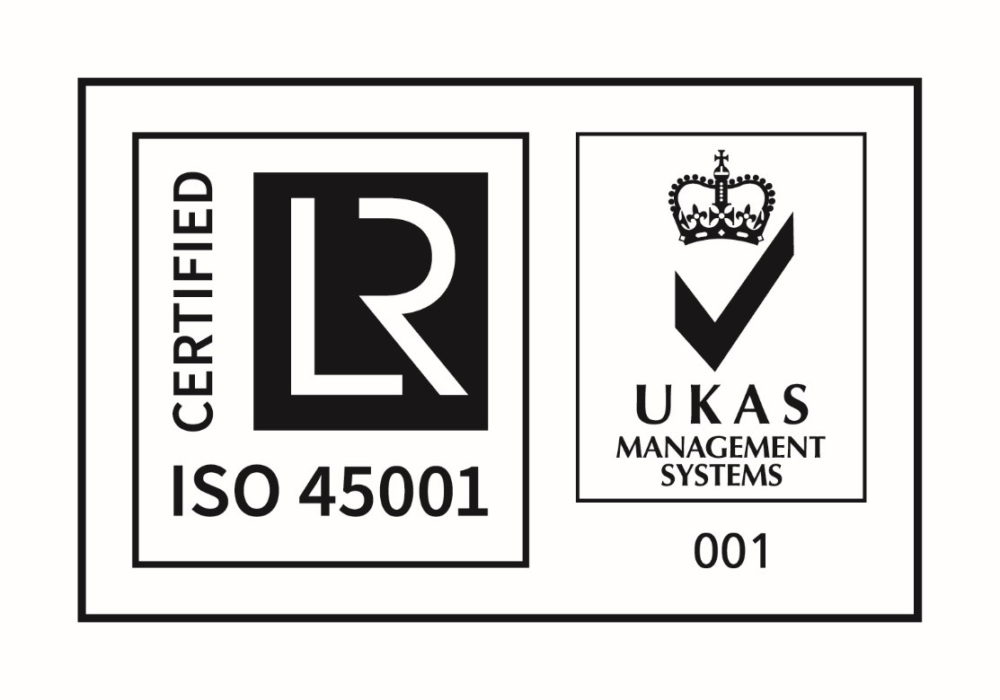 CERTIFIED
LR
ISO 45001
UKAS
MANAGEMENT
SYSTEMS
001